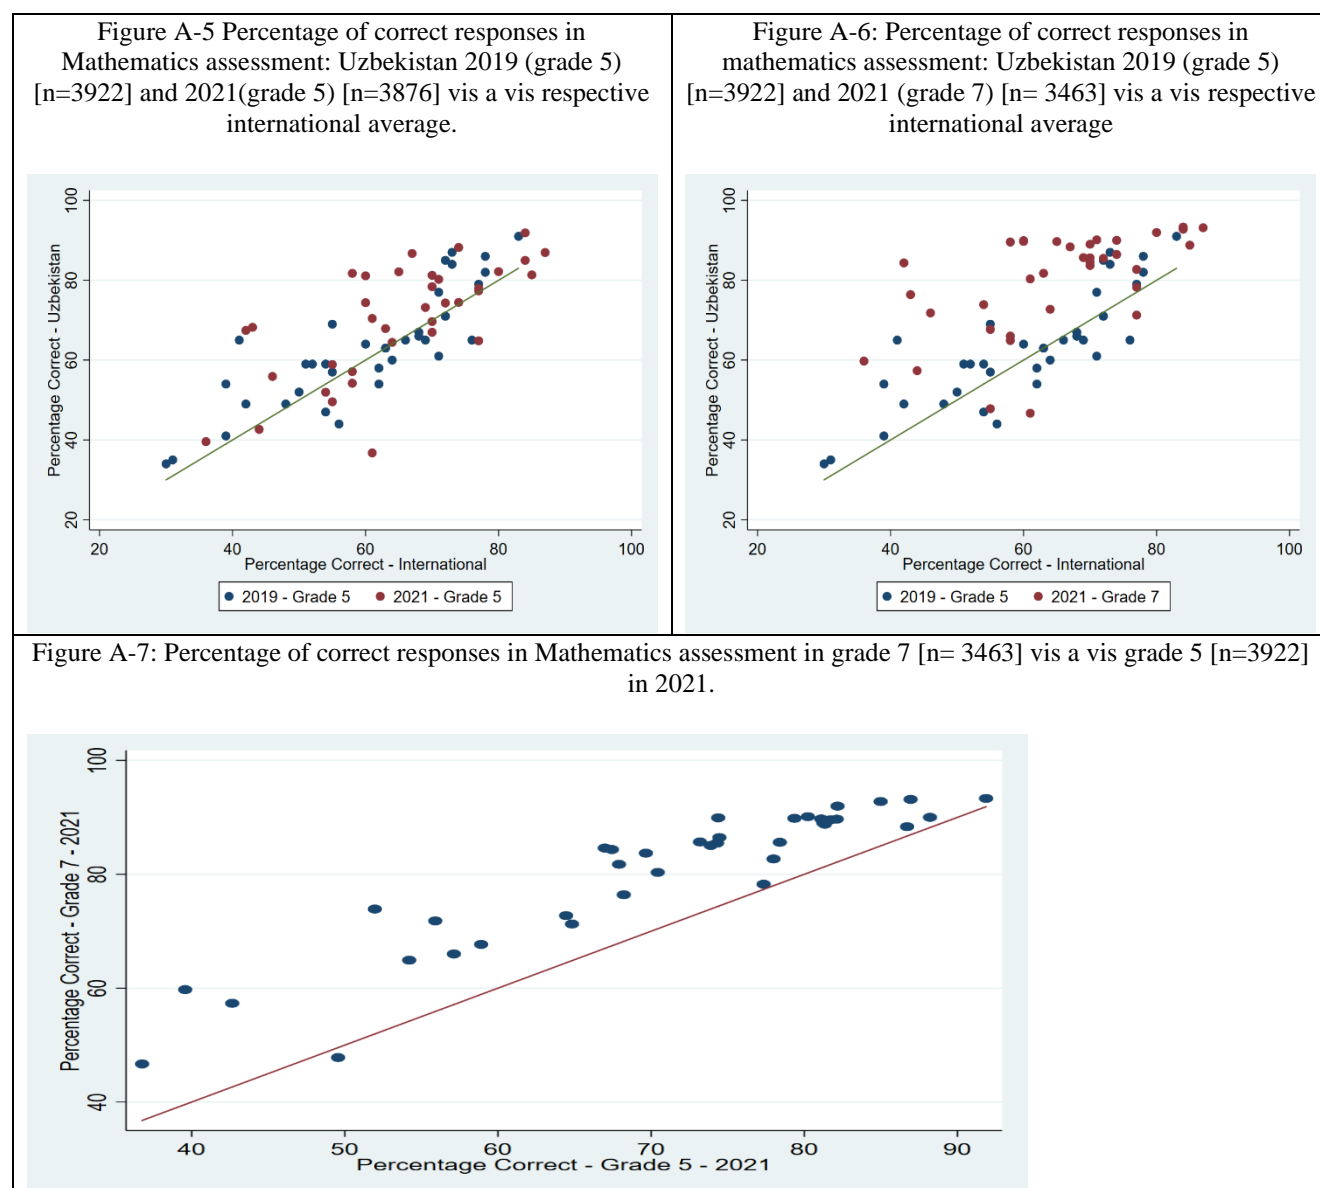 Figure A-5 Percentage of correct responses in
Mathematics assessment: Uzbekistan 2019 (grade 5)
[n=3922] and 2021(grade 5) [n=3876] vis a vis respective
international average.
Percentage Correct - Uzbekistan
100
80
60
40
20
20 40 60 80 100
Percentage Correct - International
2019 - Grade 5 2021 - Grade 5
Figure A-6: Percentage of correct responses in
mathematics assessment: Uzbekistan 2019 (grade 5)
[n=3922] and 2021 (grade 7) [n= 3463] vis a vis respective
international average
Percentage Correct - Uzbekistan
100
80
60
40
20
20 40 60 80 100
Percentage Correct - International
2019 - Grade 5 2021 - Grade 7
Figure A-7: Percentage of correct responses in Mathematics assessment in grade 7 [n= 3463] vis a vis grade 5 [n=3922]
in 2021.
Percentage Correct - Grade 7 - 2021
100
80
60
40
40 50 60 70 80 90
Percentage Correct - Grade 5 - 2021